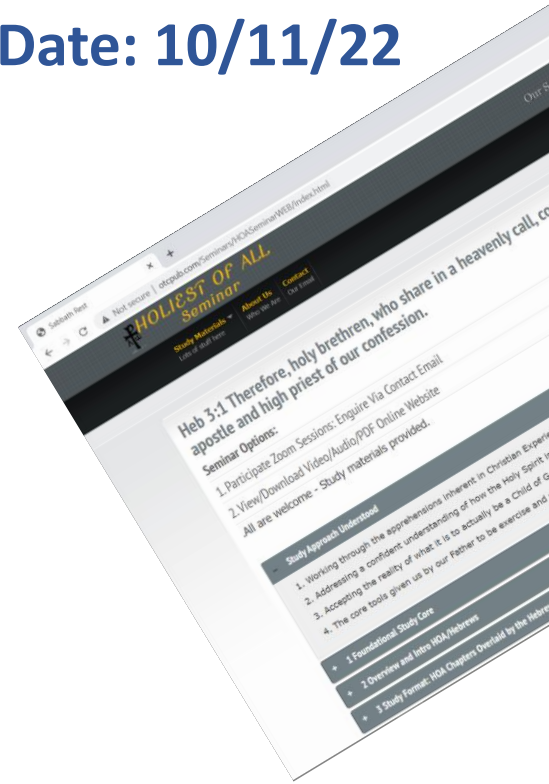 Date: 10/11/22
Our S
Sabbath Rest
Not secure | otcpub.com/Seminars/HOASeminarWEB/index.html
HOLIEST OF ALL
Seminar
Study Materials
Lots of stuff here
About Us
Who We Are
Contact
Our Email
Heb 3:1 Therefore, holy brethren, who share in a heavenly call, co
apostle and high priest of our confession.
Seminar Options:
1. Participate Zoom Sessions: Enquire Via Contact Email
2. View/Download Video/Audio/PDF Online Website
All are welcome - Study materials provided.
- Study Approach Understood
1. Working through the apprehensions inherent in Christian Experie
2. Addressing a confident understanding of how the Holy Spirit i
3. Accepting the reality of what it is to actually be a Child of G
4. The core tools given us by our Father to be exercise and
+ 1 Foundational Study Core
+ 2 Overview and Intro HOA/Hebrews
+ 3 Study Format: HOA Chapters Overlaid by the Hebre